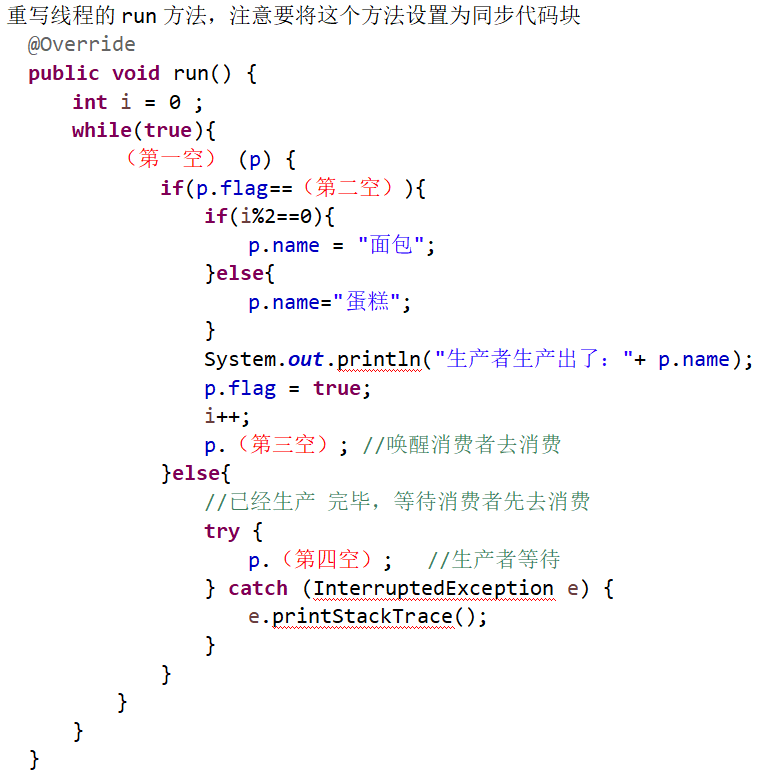 重写线程的 run 方法，注意要将这个方法设置为同步代码块
@Override
public void run() {
int i = 0 ;
while(true){
（第一空） (p) {
if(p.flag==（第二空）){
if(i%2==0){
p.name = "面包";
}else{
p.name="蛋糕";
}
System.out.println("生产者生产出了："+ p.name);
p.flag = true;
i++;
p.（第三空）; //唤醒消费者去消费
}else{
//已经生产 完毕，等待消费者先去消费
try {
p.（第四空）; //生产者等待
} catch (InterruptedException e) {
e.printStackTrace();
}
}
}
}
}